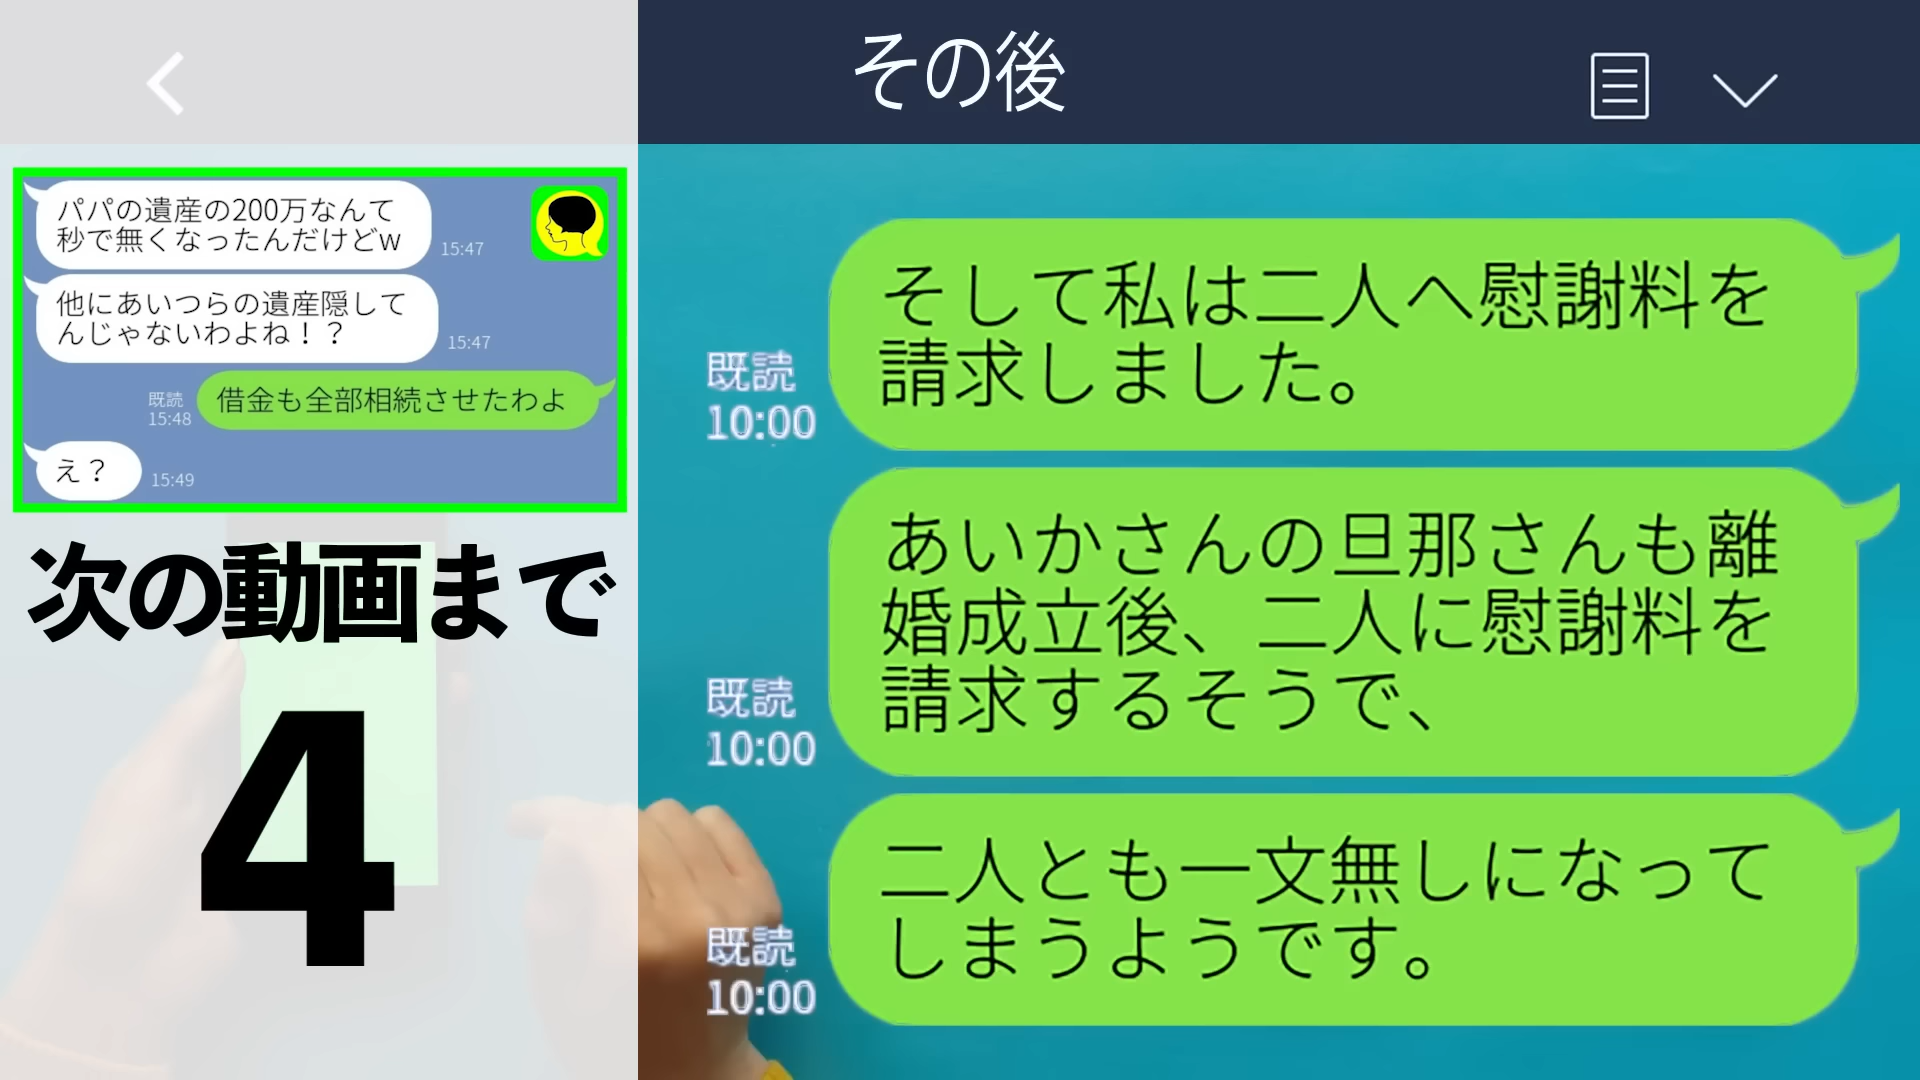 パパの遺産の200万なんて
秒で無くなったんだけどw
15:47
他にあいつらの遺産隠して
んじゃないわよね！？
15:47
既読
15:48
借金も全部相続させたわよ
え？
15:49
次の動画まで
4
その後
そして私は二人へ慰謝料を
請求しました。
既読
10:00
あいかさんの旦那さんも離
婚成立後、二人に慰謝料を
請求するそうで、
既読
10:00
二人とも一文無しになって
しまうようです。
既読
10:00